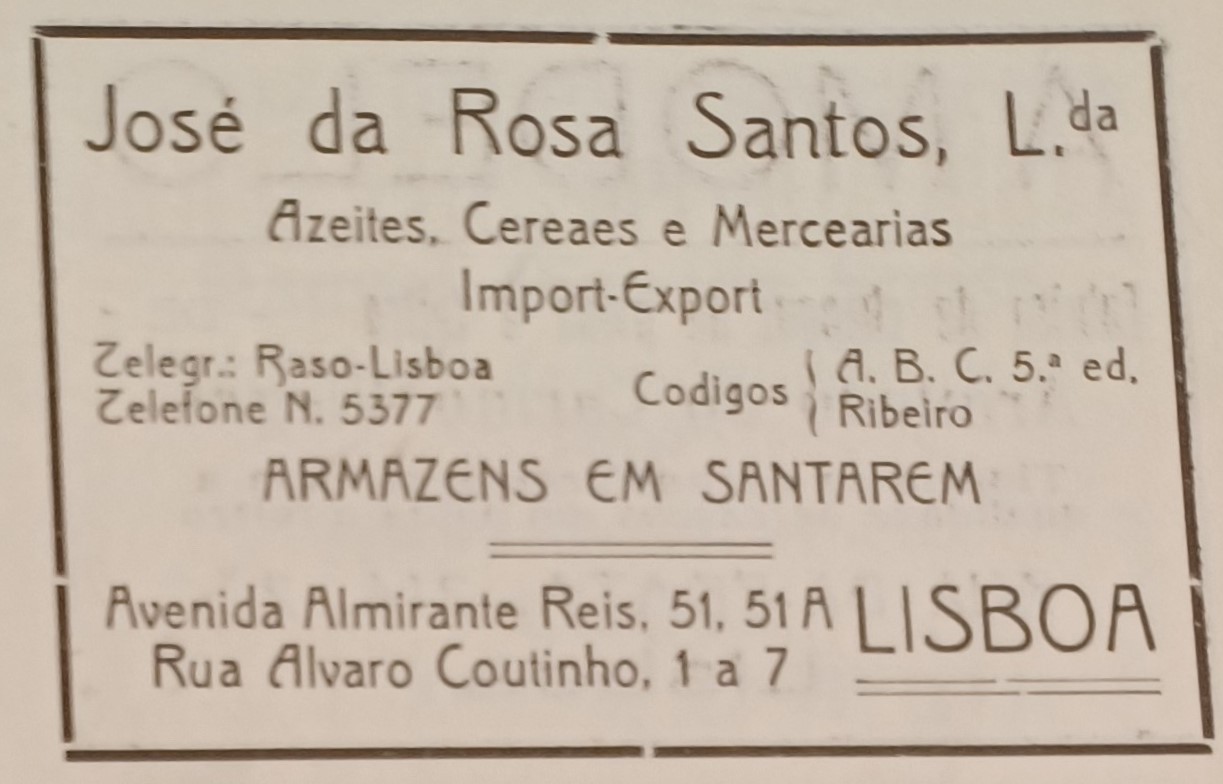 José da Rosa Santos, L.da
Azeites, Cereaes e Mercearias
Import-Export
Telegr.: Raso-Lisboa
Telefone N. 5377
Codigos { A. B. C. 5.ª ed.
Ribeiro
ARMAZENS EM SANTAREM
Avenida Almirante Reis, 51, 51 A
Rua Alvaro Coutinho, 1 a 7
LISBOA